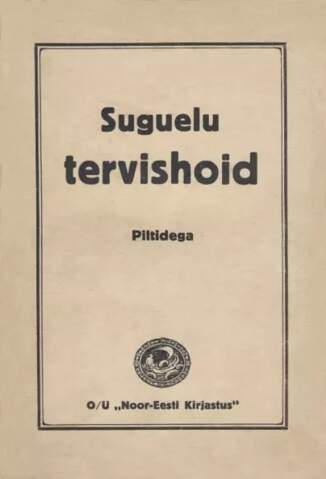 Suguelu
tervishoid
Piltidega
O/U „Noor-Eesti Kirjastus"